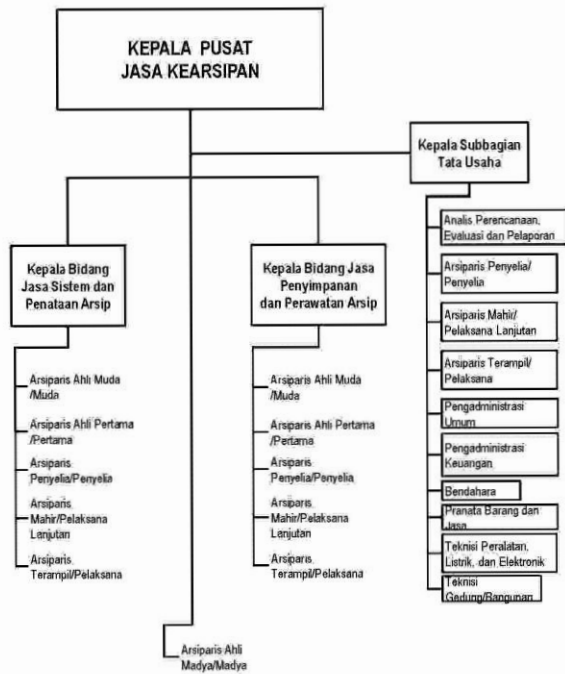 KEPALA PUSAT
JASA KEARSIPAN
Kepala Subbagian
Tata Usaha
Analis Perencanaan,
Evaluasi dan Pelaporan
Arsiparis Penyelia/
Penyelia
Arsiparis Mahir/
Pelaksana Lanjutan
Arsiparis Terampil/
Pelaksana
Pengadministrasi
Umum
Pengadministrasi
Keuangan
Bendahara
Pranata Barang dan
Jasa
Teknisi Peralatan,
Listrik, dan Elektronik
Teknisi
Gedung/Bangunan
Kepala Bidang
Jasa Sistem dan
Penataan Arsip
Arsiparis Ahli Muda
/Muda
Arsiparis Ahli Pertama
/Pertama
Arsiparis
Penyelia/Penyelia
Arsiparis
Mahir/Pelaksana
Lanjutan
Arsiparis
Terampil/Pelaksana
Kepala Bidang Jasa
Penyimpanan
dan Perawatan Arsip
Arsiparis Ahli Muda
/Muda
Arsiparis Ahli Pertama
/Pertama
Arsiparis
Penyelia/Penyelia
Arsiparis
Mahir/Pelaksana
Lanjutan
Arsiparis
Terampil/Pelaksana
Arsiparis Ahli
Madya/Madya